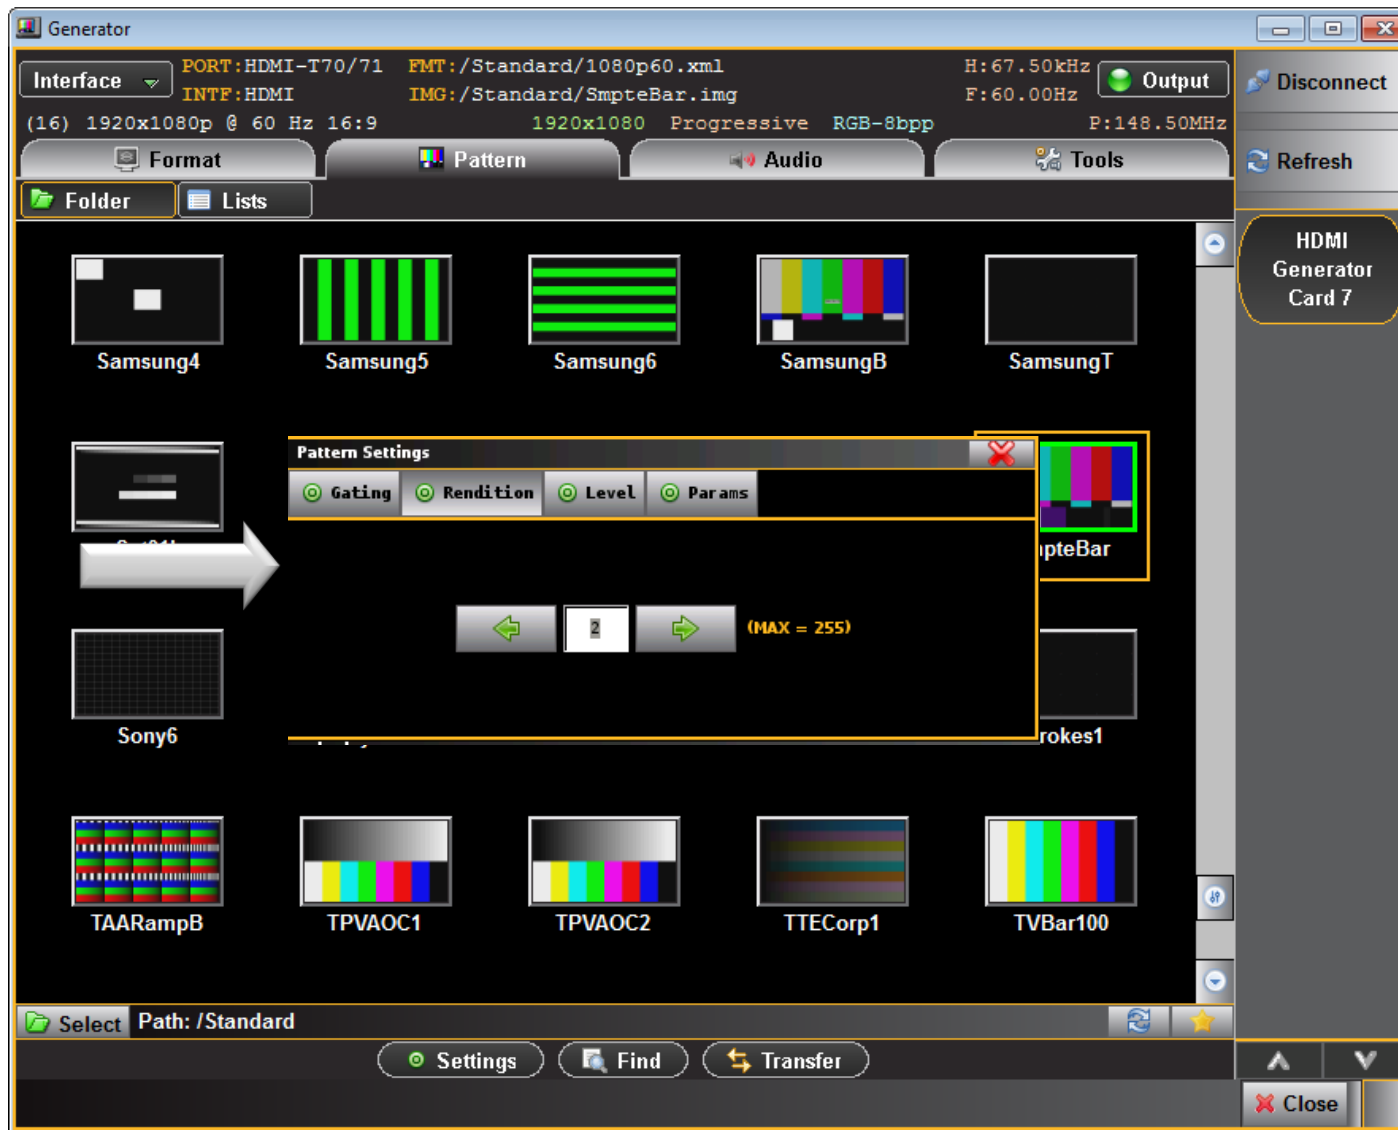 Generator
Interface
PORT:HDMI-T70/71 FMT:/Standard/1080p60.xml H:67.50kHz
INTF:HDMI IMG:/Standard/SmpteBar.img F:60.00Hz
Output
(16) 1920x1080p @ 60 Hz 16:9 1920x1080 Progressive RGB-8bpp P:148.50MHz
Disconnect
Refresh
HDMI
Generator
Card 7
Format Pattern Audio Tools
Folder Lists
Samsung4 Samsung5 Samsung6 SamsungB SamsungT
Pattern Settings
Gating Rendition Level Params
2 (MAX = 255)
pteBar
Sony6
rokes1
TAARampB TPVAOC1 TPVAOC2 TTECorp1 TVBar100
Select Path: /Standard
Settings Find Transfer
Close